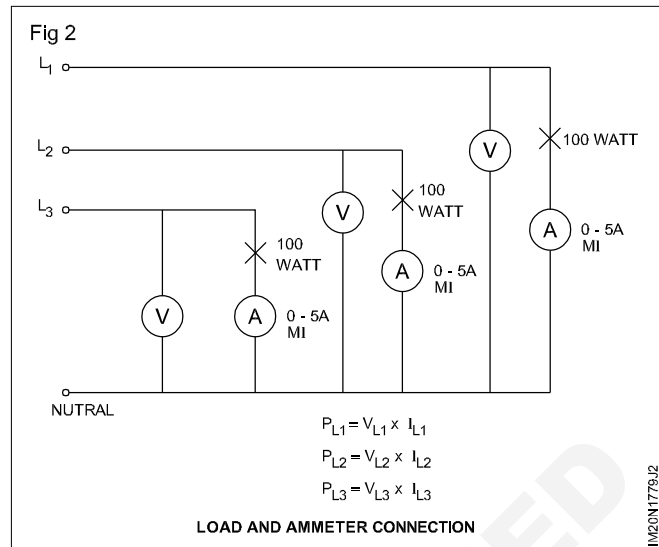 Fig 2
L1
V
100 WATT
A
0 - 5A
MI
L2
V
100
WATT
A
0 - 5A
MI
L3
V
100
WATT
A
0 - 5A
MI
NUTRAL
PL1 = VL1 x IL1
PL2 = VL2 x IL2
PL3 = VL3 x IL3
LOAD AND AMMETER CONNECTION
IM20N1779J2